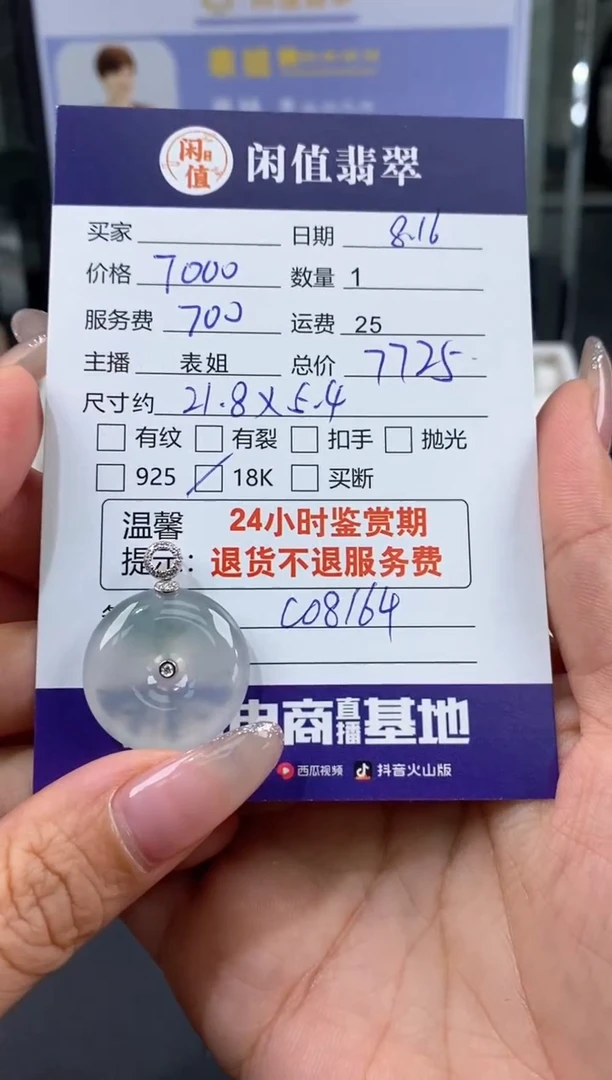 闲值 闲值翡翠
买家 日期 8.16
价格 7000 数量 1
服务费 700 运费 25
主播 表姐 总价 7725
尺寸约 21.8×5.4
有纹 有裂 扣手 抛光
925 18K 买断
温馨 24小时鉴赏期
提示：退货不退服务费
C08164
电商直播基地
西瓜视频 抖音火山版